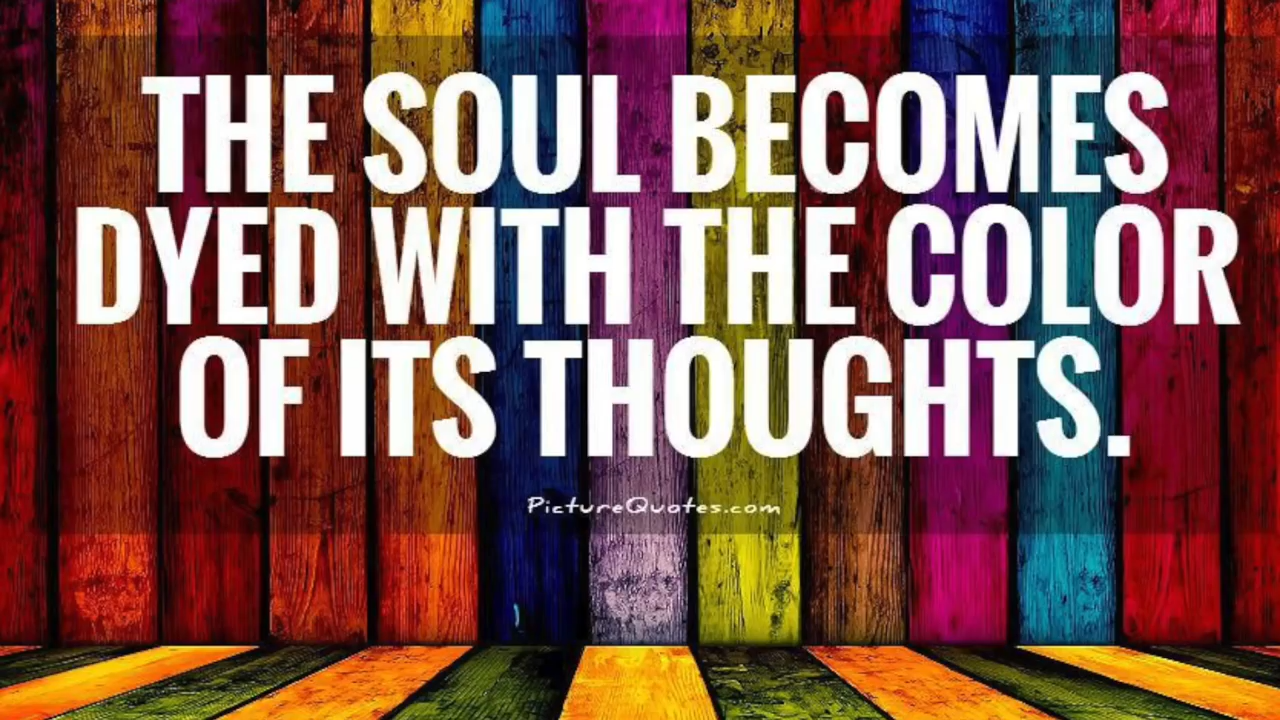 THE SOUL BECOMES
DYED WITH THE COLOR
OF ITS THOUGHTS.
PictureQuotes.com